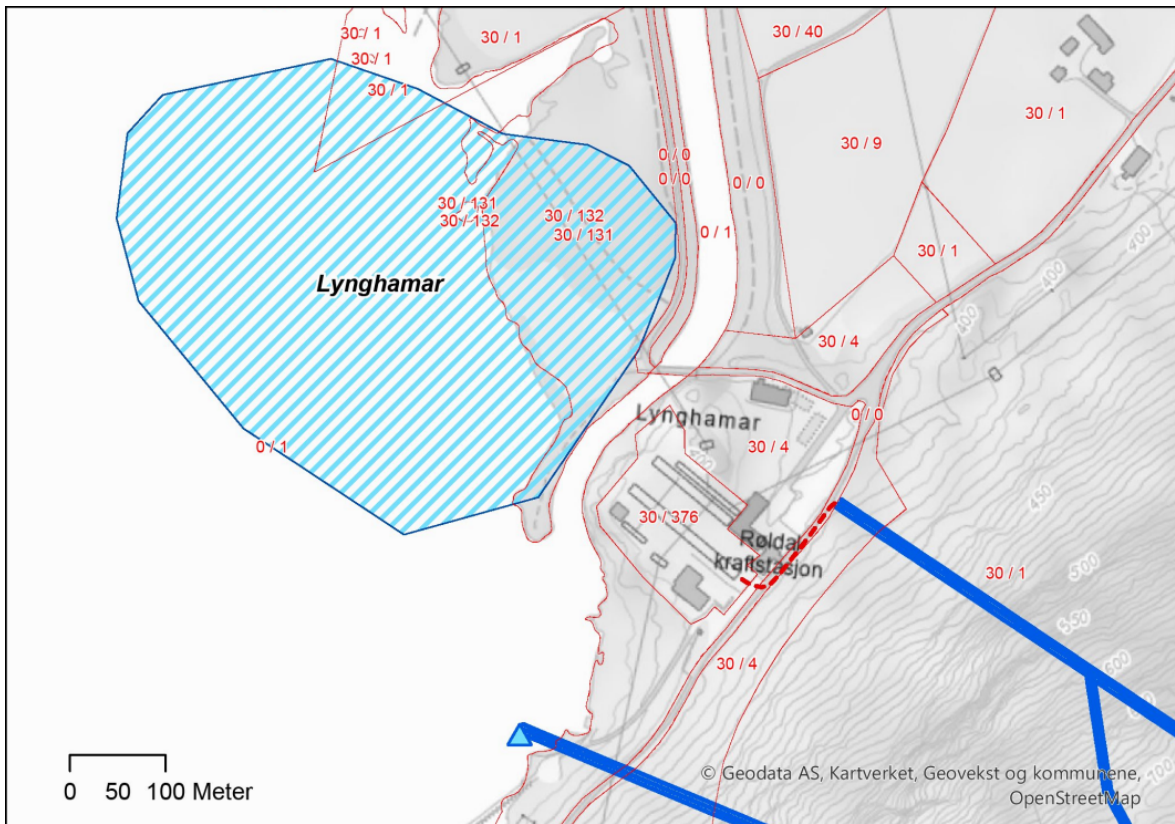 30 / 1
30 / 1
30 / 1
30 / 1
30 / 40
30 / 9
30 / 1
0 / 0
0 / 0
0 / 0
30 / 131
30 / 132
30 / 132
30 / 131
0 / 1
30 / 1
400
400
400
Lynghamar
30 / 4
0 / 0
Lynghamar
30 / 4
0 / 1
450
30 / 376
Røldal
kraftstasjon
30 / 1
500
550
600
30 / 4
0 50 100 Meter
© Geodata AS, Kartverket, Geovekst og kommunene,
OpenStreetMap